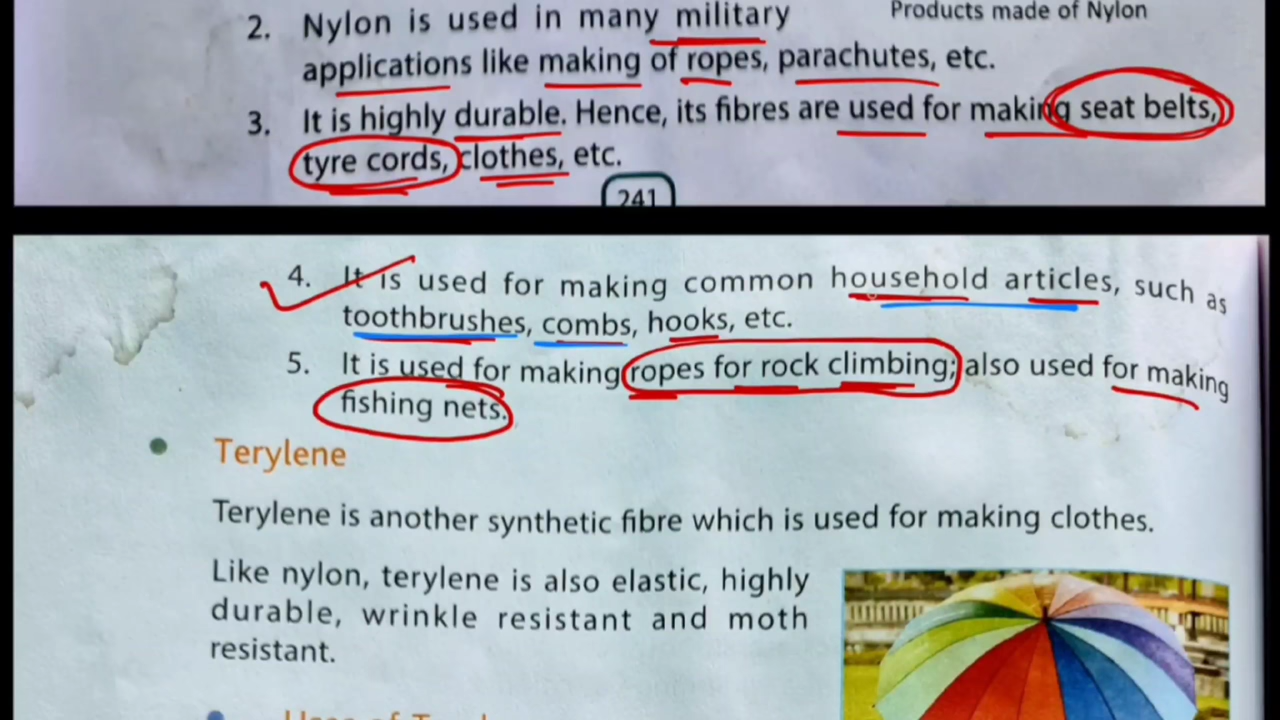 2. Nylon is used in many military
Products made of Nylon
applications like making of ropes, parachutes, etc.
3. It is highly durable. Hence, its fibres are used for making seat belts,
tyre cords, clothes, etc.
241
4. It is used for making common household articles, such as
toothbrushes, combs, hooks, etc.
5. It is used for making ropes for rock climbing; also used for making
fishing nets.
Terylene
Terylene is another synthetic fibre which is used for making clothes.
Like nylon, terylene is also elastic, highly
durable, wrinkle resistant and moth
resistant.